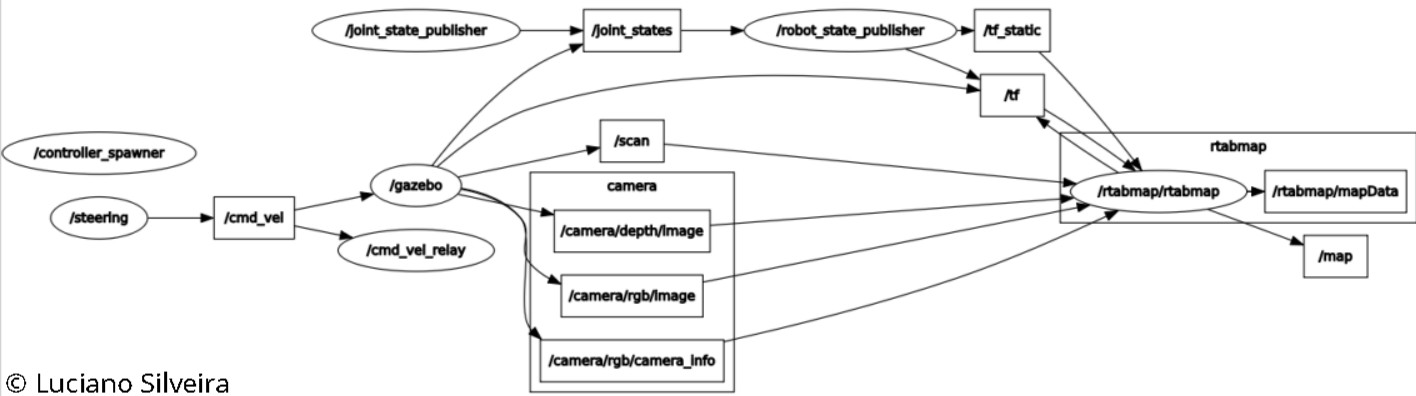 /joint_state_publisher
/joint_states
/robot_state_publisher
/tf_static
/tf
/controller_spawner
/steering
/cmd_vel
/gazebo
/cmd_vel_relay
/scan
camera
/camera/depth/image
/camera/rgb/image
/camera/rgb/camera_info
rtabmap
/rtabmap/rtabmap
/rtabmap/mapData
/map
© Luciano Silveira